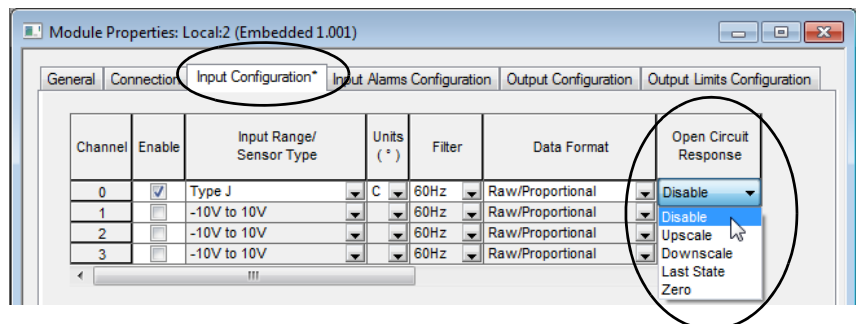 Module Properties: Local:2 (Embedded 1.001)
General Connection Input Configuration* Input Alarms Configuration Output Configuration Output Limits Configuration
Channel Enable Input Range/ Sensor Type Units (°) Filter Data Format Open Circuit Response
0 Type J C 60Hz Raw/Proportional Disable
1 -10V to 10V 60Hz Raw/Proportional Disable
2 -10V to 10V 60Hz Raw/Proportional Upscale
3 -10V to 10V 60Hz Raw/Proportional Downscale
Last State
Zero